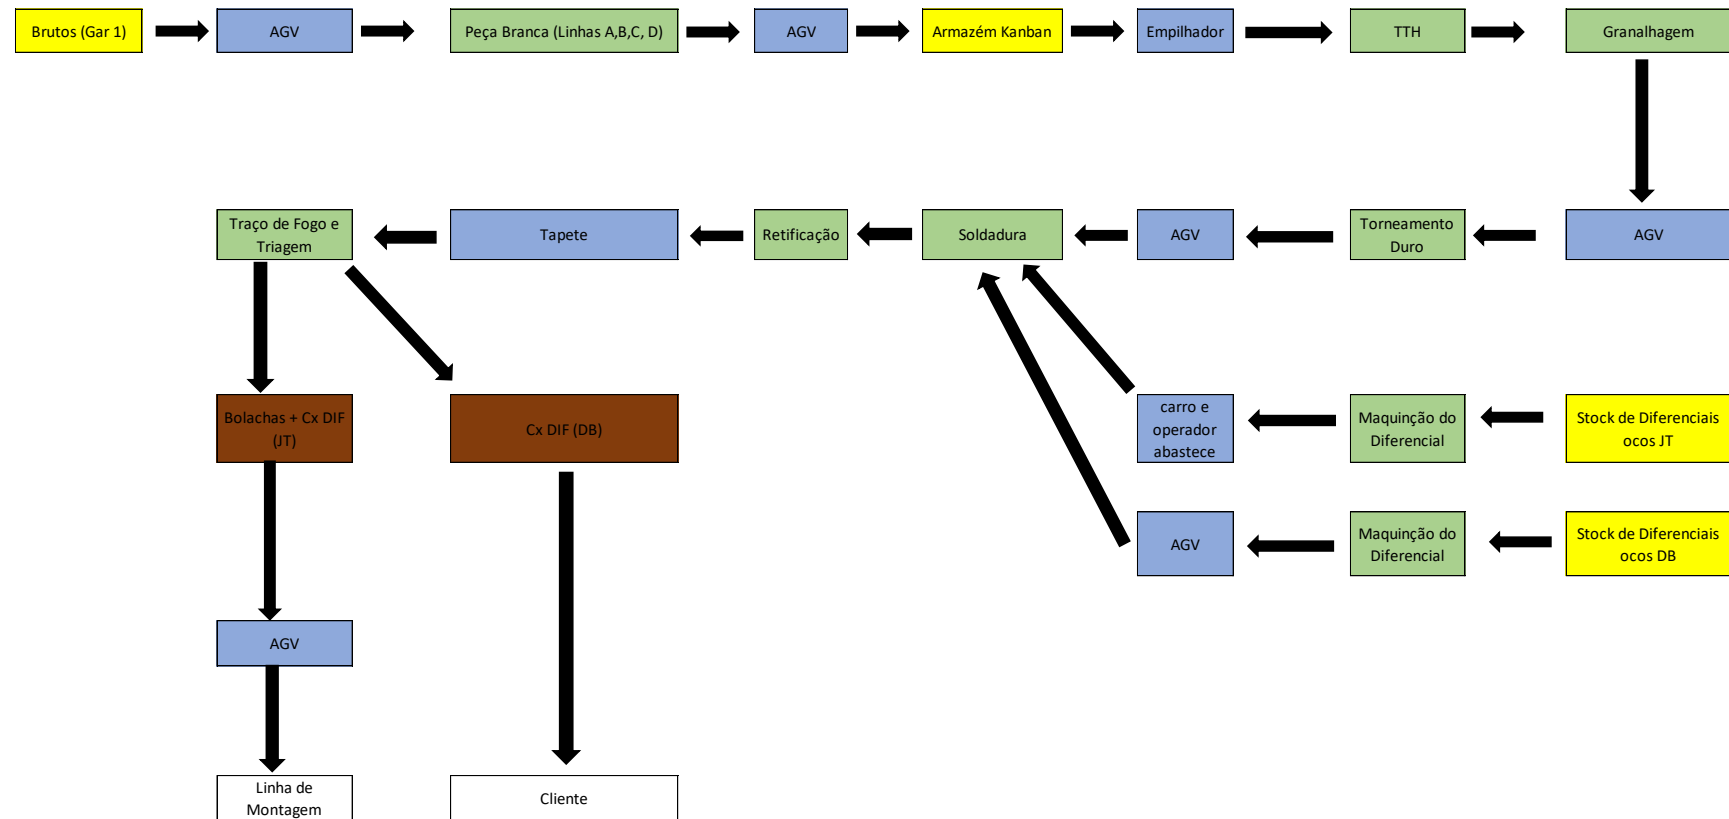 Brutos (Gar 1)
AGV
Peça Branca (Linhas A,B,C, D)
AGV
Armazém Kanban
Empilhador
TTH
Granalhagem
Traço de Fogo e
Triagem
Tapete
Retificação
Soldadura
AGV
Torneamento
Duro
AGV
Bolachas + Cx DIF
(JT)
Cx DIF (DB)
carro e
operador
abastece
Maquinção do
Diferencial
Stock de Diferenciais
ocos JT
AGV
Maquinção do
Diferencial
Stock de Diferenciais
ocos DB
AGV
Linha de
Montagem
Cliente